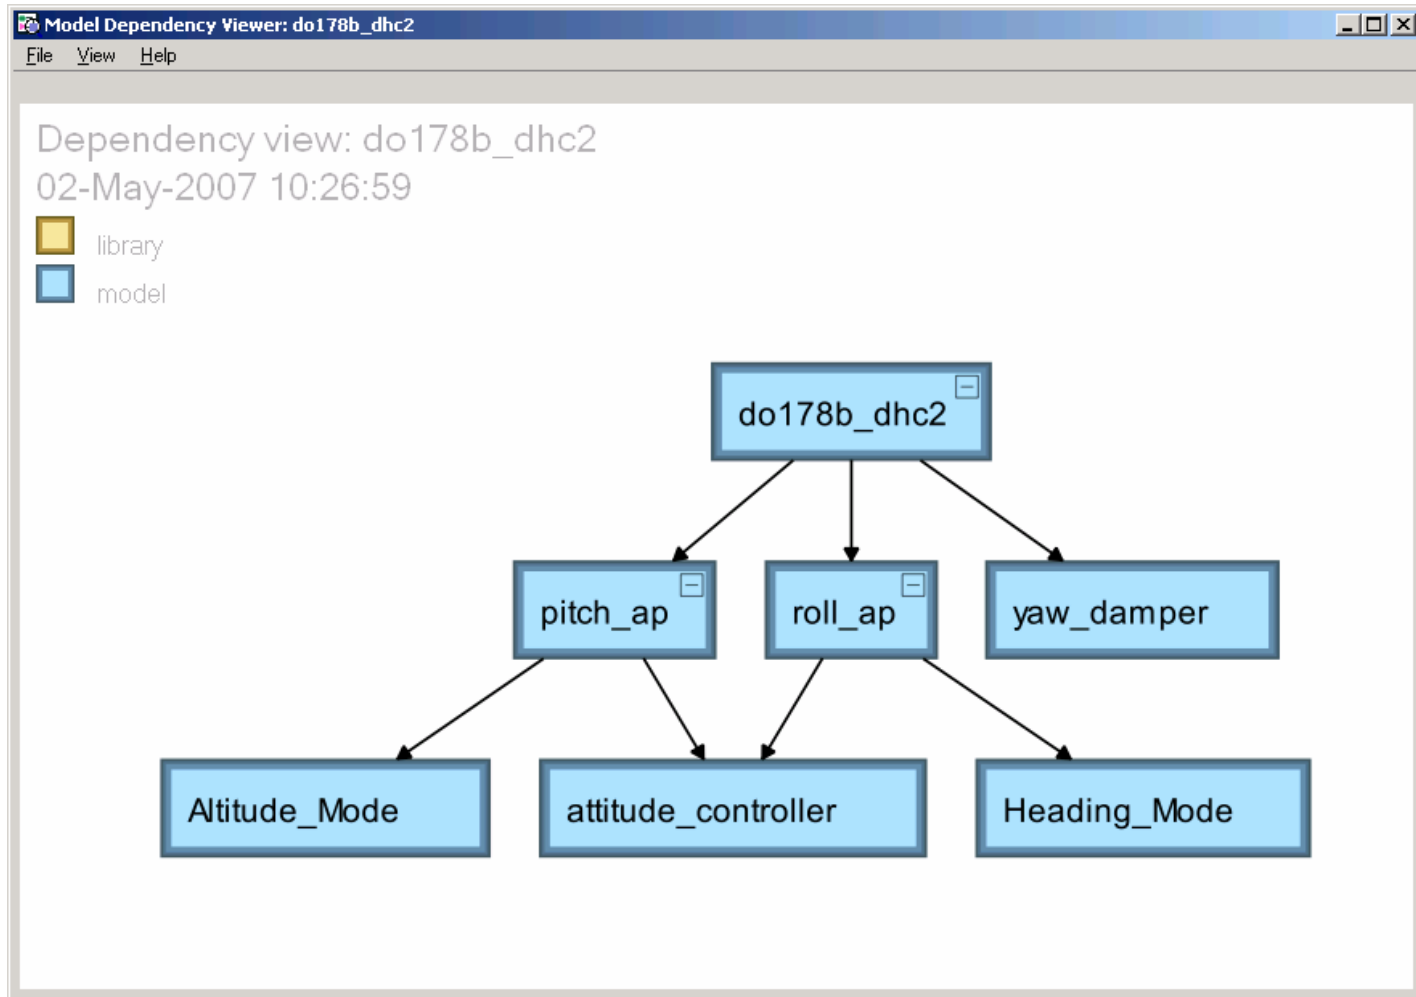 Model Dependency Viewer: do178b_dhc2
File View Help
Dependency view: do178b_dhc2
02-May-2007 10:26:59
library
model
do178b_dhc2
pitch_ap
roll_ap
yaw_damper
Altitude_Mode
attitude_controller
Heading_Mode